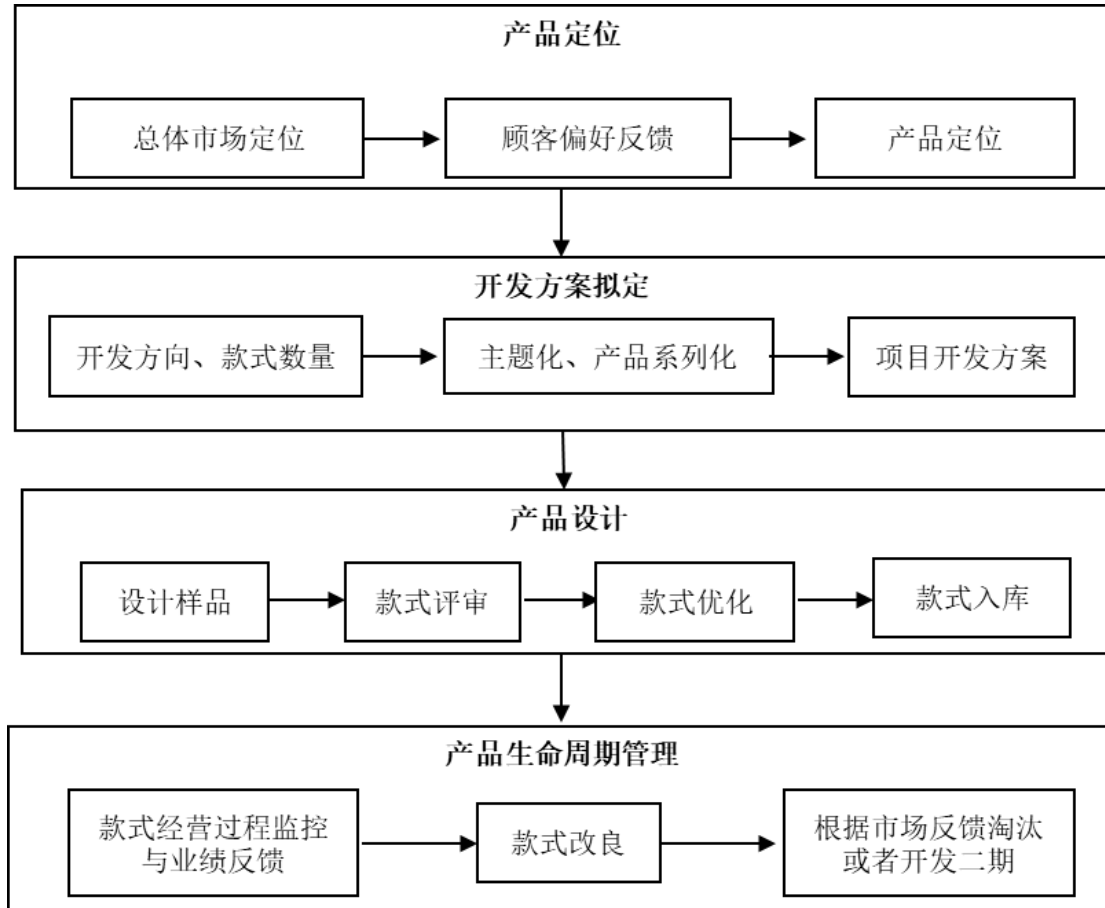 产品定位
总体市场定位
顾客偏好反馈
产品定位
开发方案拟定
开发方向、款式数量
主题化、产品系列化
项目开发方案
产品设计
设计样品
款式评审
款式优化
款式入库
产品生命周期管理
款式经营过程监控
与业绩反馈
款式改良
根据市场反馈淘汰
或者开发二期